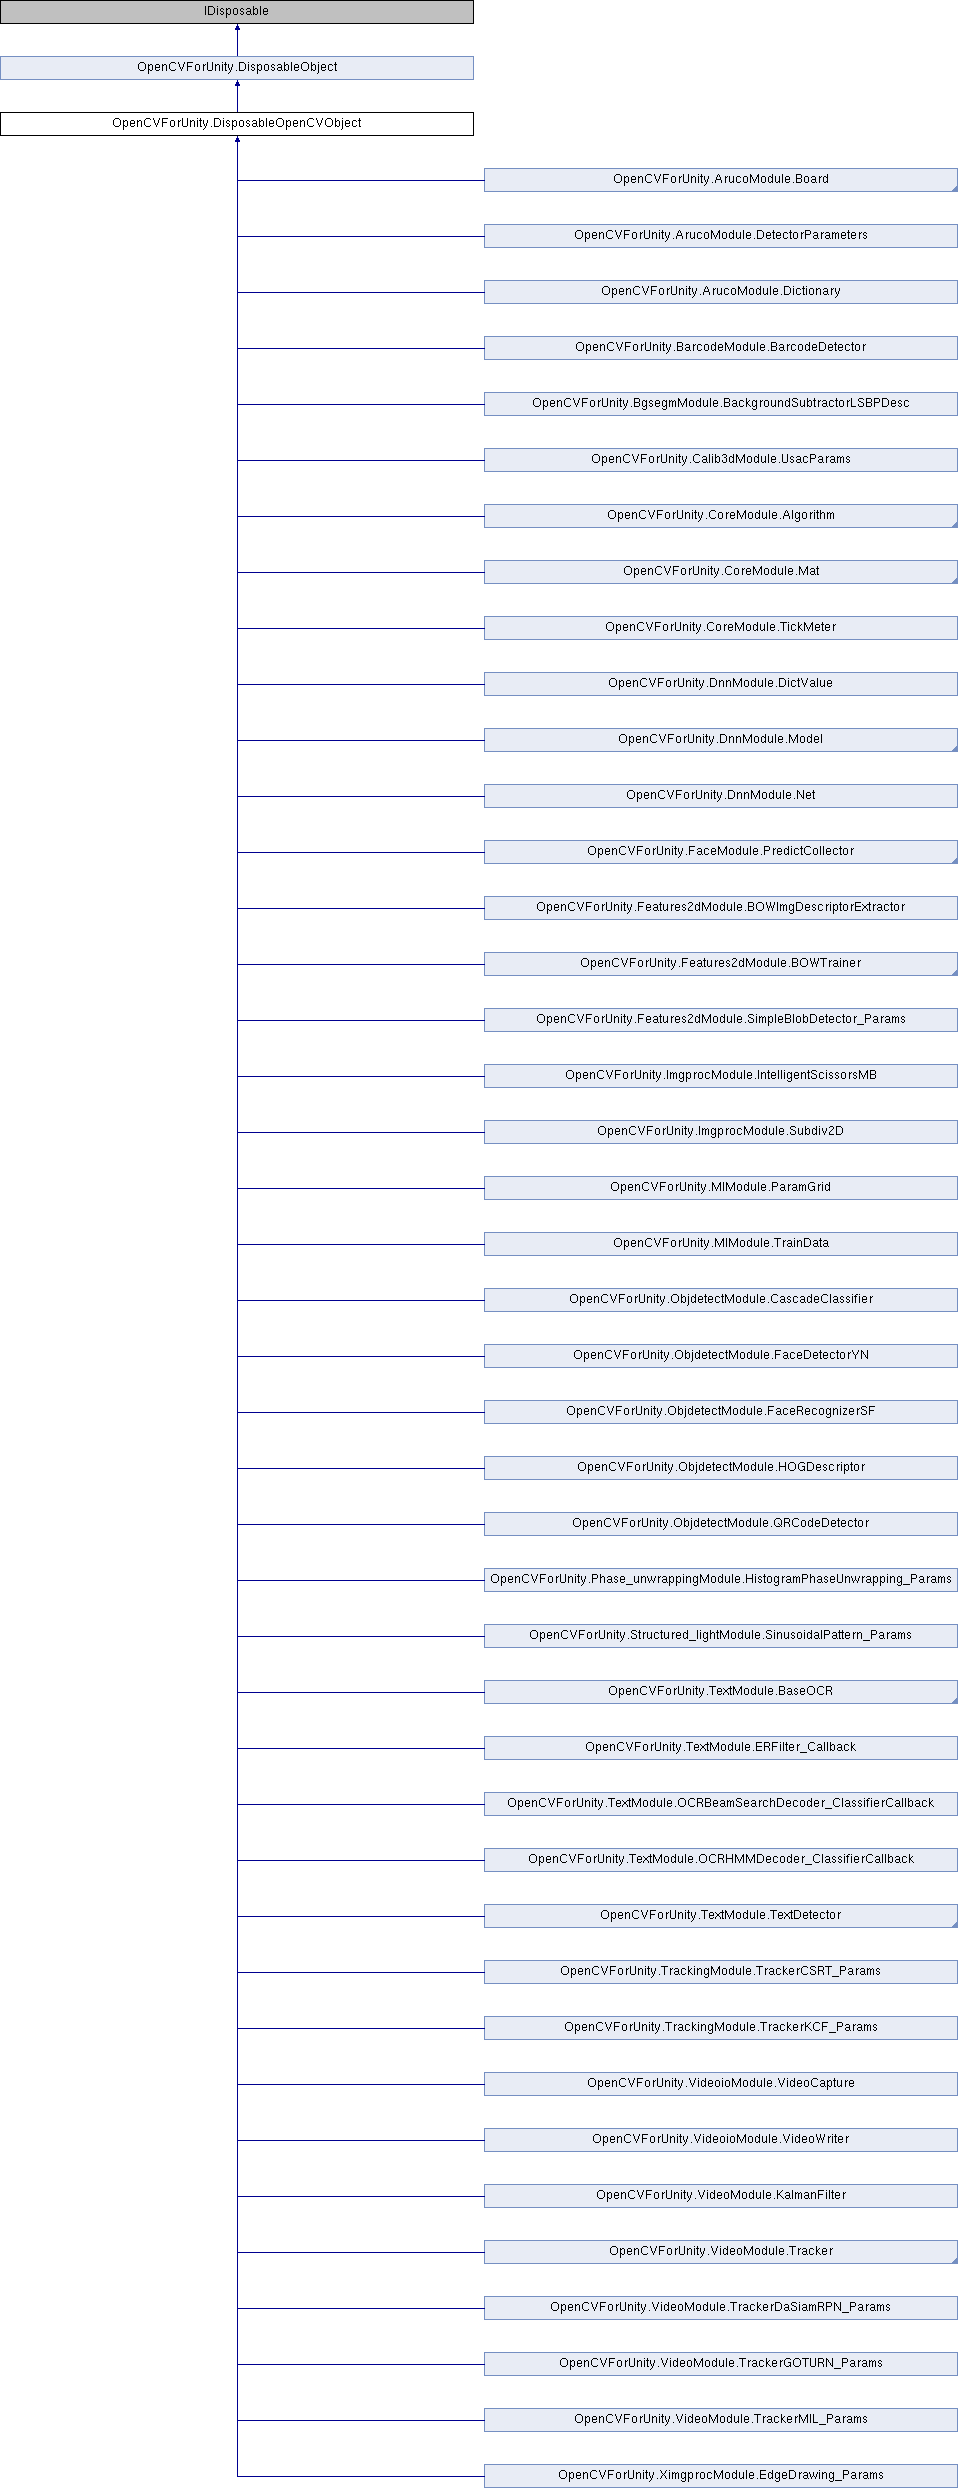 IDisposable
OpenCVForUnity.DisposableObject
OpenCVForUnity.DisposableOpenCVObject
OpenCVForUnity.ArucoModule.Board
OpenCVForUnity.ArucoModule.DetectorParameters
OpenCVForUnity.ArucoModule.Dictionary
OpenCVForUnity.BarcodeModule.BarcodeDetector
OpenCVForUnity.BgsegmModule.BackgroundSubtractorLSBPDesc
OpenCVForUnity.Calib3dModule.UsacParams
OpenCVForUnity.CoreModule.Algorithm
OpenCVForUnity.CoreModule.Mat
OpenCVForUnity.CoreModule.TickMeter
OpenCVForUnity.DnnModule.DictValue
OpenCVForUnity.DnnModule.Model
OpenCVForUnity.DnnModule.Net
OpenCVForUnity.FaceModule.PredictCollector
OpenCVForUnity.Features2dModule.BOWImgDescriptorExtractor
OpenCVForUnity.Features2dModule.BOWTrainer
OpenCVForUnity.Features2dModule.SimpleBlobDetector_Params
OpenCVForUnity.ImgprocModule.IntelligentScissorsMB
OpenCVForUnity.ImgprocModule.Subdiv2D
OpenCVForUnity.MlModule.ParamGrid
OpenCVForUnity.MlModule.TrainData
OpenCVForUnity.ObjdetectModule.CascadeClassifier
OpenCVForUnity.ObjdetectModule.FaceDetectorYN
OpenCVForUnity.ObjdetectModule.FaceRecognizerSF
OpenCVForUnity.ObjdetectModule.HOGDescriptor
OpenCVForUnity.ObjdetectModule.QRCodeDetector
OpenCVForUnity.Phase_unwrappingModule.HistogramPhaseUnwrapping_Params
OpenCVForUnity.Structured_lightModule.SinusoidalPattern_Params
OpenCVForUnity.TextModule.BaseOCR
OpenCVForUnity.TextModule.ERFilter_Callback
OpenCVForUnity.TextModule.OCRBeamSearchDecoder_ClassifierCallback
OpenCVForUnity.TextModule.OCRHMMDecoder_ClassifierCallback
OpenCVForUnity.TextModule.TextDetector
OpenCVForUnity.TrackingModule.TrackerCSRT_Params
OpenCVForUnity.TrackingModule.TrackerKCF_Params
OpenCVForUnity.VideoioModule.VideoCapture
OpenCVForUnity.VideoioModule.VideoWriter
OpenCVForUnity.VideoModule.KalmanFilter
OpenCVForUnity.VideoModule.Tracker
OpenCVForUnity.VideoModule.TrackerDaSiamRPN_Params
OpenCVForUnity.VideoModule.TrackerGOTURN_Params
OpenCVForUnity.VideoModule.TrackerMIL_Params
OpenCVForUnity.XimgprocModule.EdgeDrawing_Params